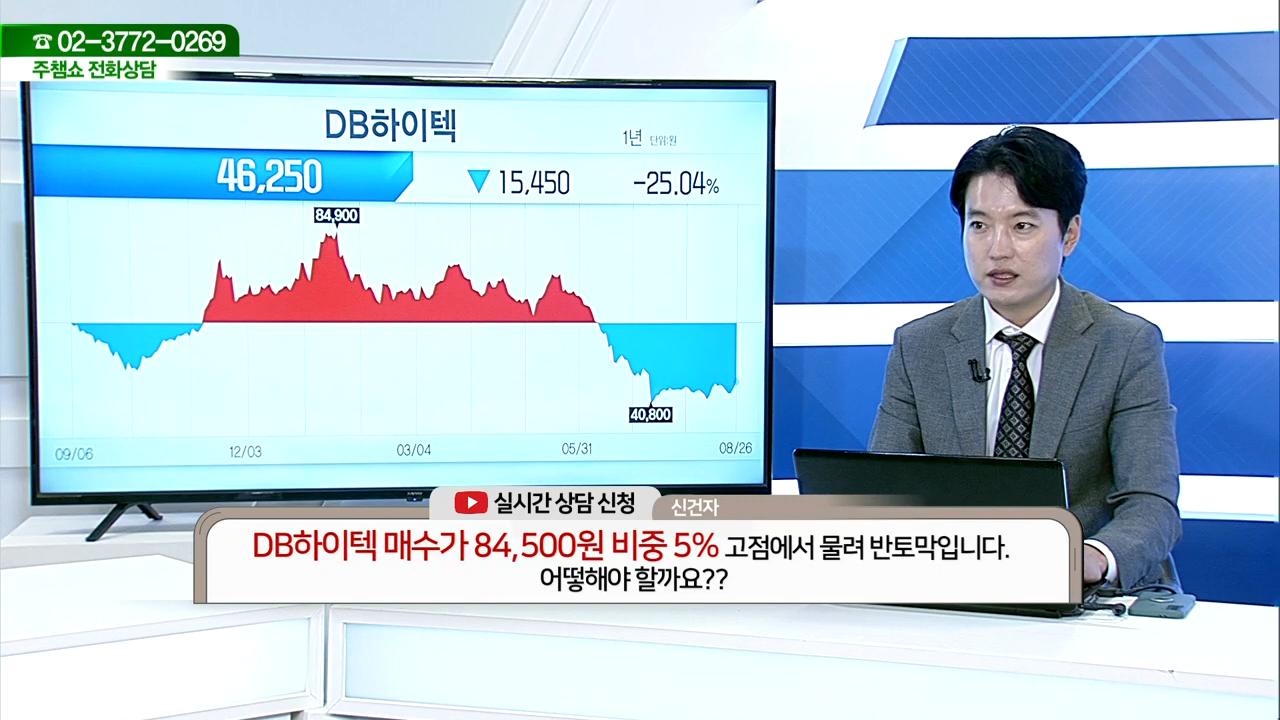 ☎ 02-3772-0269
주챔쇼 전화상담
DB하이텍
1년 단위:원
46,250 ▼ 15,450 -25.04%
84,900
40,800
09/06 12/03 03/04 05/31 08/26
실시간 상담 신청 신건자
DB하이텍 매수가 84,500원 비중 5% 고점에서 물려 반토막입니다.
어떻해야 할까요??